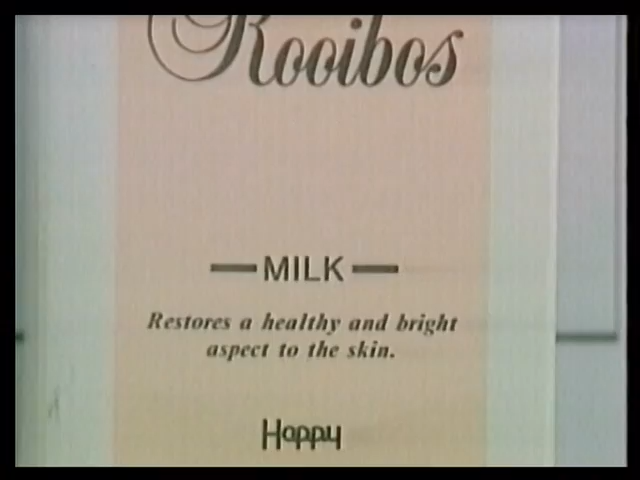 Rooibos
MILK
Restores a healthy and bright
aspect to the skin.
Happy